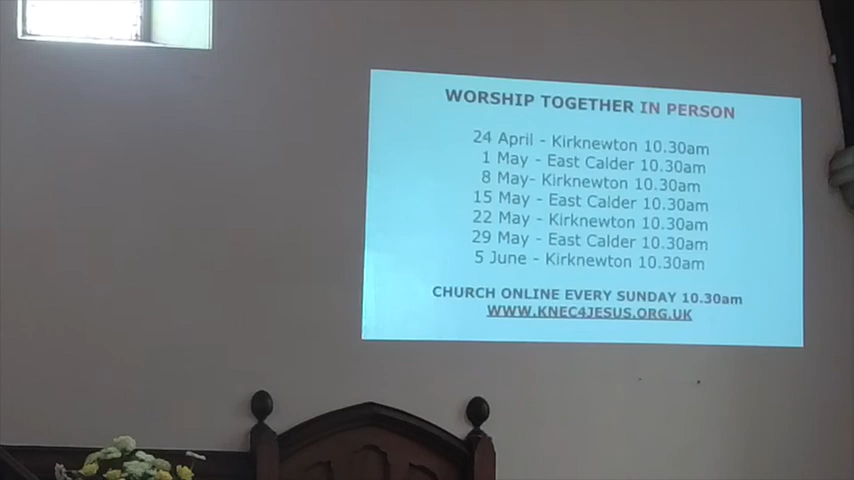 WORSHIP TOGETHER IN PERSON
24 April - Kirknewton 10.30am
1 May - East Calder 10.30am
8 May- Kirknewton 10.30am
15 May - East Calder 10.30am
22 May - Kirknewton 10.30am
29 May - East Calder 10.30am
5 June - Kirknewton 10.30am
CHURCH ONLINE EVERY SUNDAY 10.30am
WWW.KNEC4JESUS.ORG.UK